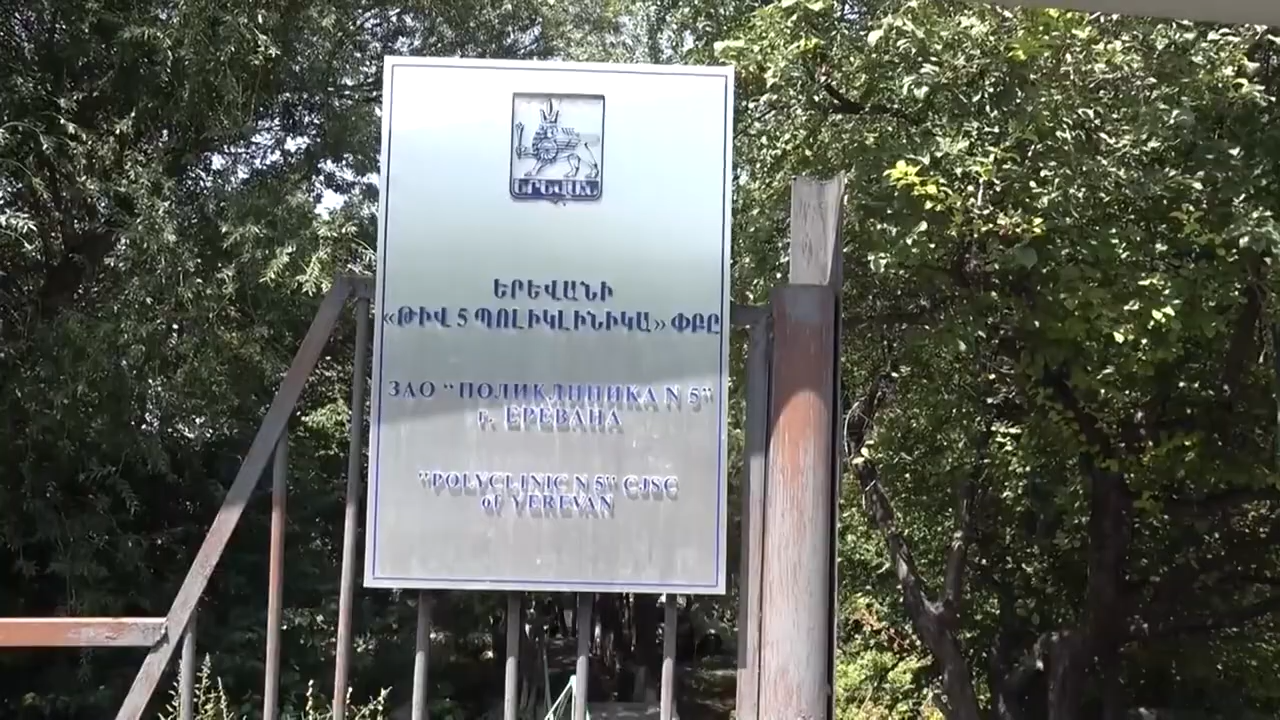 ԵՐԵՎԱՆ
ԵՐԵՎԱՆԻ
«ԹԻՎ 5 ՊՈԼԻԿԼԻՆԻԿԱ» ՓԲԸ
ЗАО "ПОЛИКЛИНИКА N 5"
г. ЕРЕВАНА
"POLYCLINIC N 5" CJSC
of YEREVAN